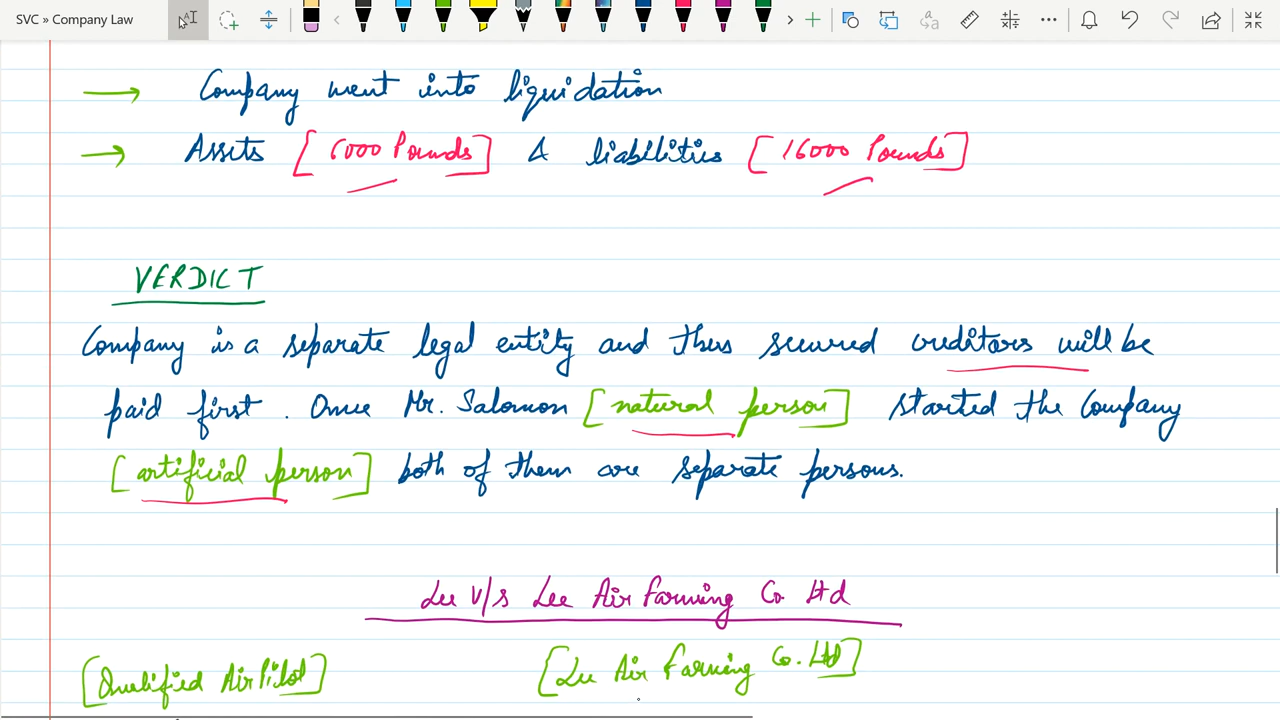 SVC » Company Law
Company went into liquidation
Assets [6000 Pounds] & liabilities [16000 Pounds]
VERDICT
Company is a separate legal entity and thus secured creditors will be
paid first. Once Mr. Salomon [natural person] started the Company
[artificial person] both of them are separate persons.
Lee V/s Lee Air Farming Co Ltd
[Qualified Air Pilot] [Lee Air Farming Co. Ltd]